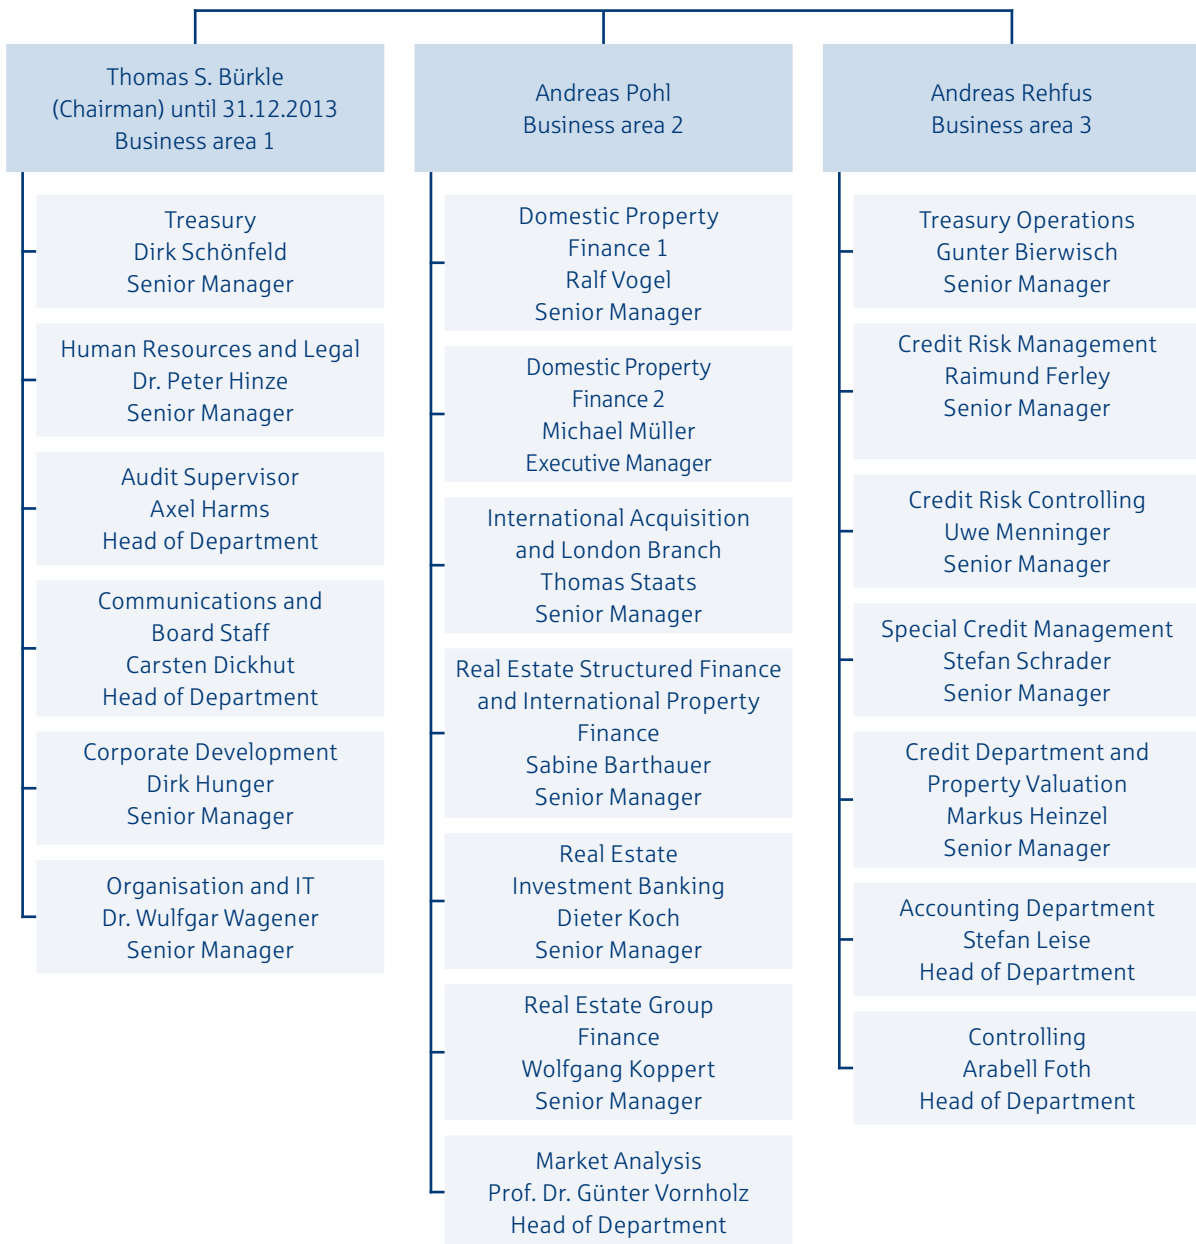 Thomas S. Bürkle
(Chairman) until 31.12.2013
Business area 1
Treasury
Dirk Schönfeld
Senior Manager
Human Resources and Legal
Dr. Peter Hinze
Senior Manager
Audit Supervisor
Axel Harms
Head of Department
Communications and
Board Staff
Carsten Dickhut
Head of Department
Corporate Development
Dirk Hunger
Senior Manager
Organisation and IT
Dr. Wulfgar Wagener
Senior Manager
Andreas Pohl
Business area 2
Domestic Property
Finance 1
Ralf Vogel
Senior Manager
Domestic Property
Finance 2
Michael Müller
Executive Manager
International Acquisition
and London Branch
Thomas Staats
Senior Manager
Real Estate Structured Finance
and International Property
Finance
Sabine Barthauer
Senior Manager
Real Estate
Investment Banking
Dieter Koch
Senior Manager
Real Estate Group
Finance
Wolfgang Koppert
Senior Manager
Market Analysis
Prof. Dr. Günter Vornholz
Head of Department
Andreas Rehfus
Business area 3
Treasury Operations
Gunter Bierwisch
Senior Manager
Credit Risk Management
Raimund Ferley
Senior Manager
Credit Risk Controlling
Uwe Menninger
Senior Manager
Special Credit Management
Stefan Schrader
Senior Manager
Credit Department and
Property Valuation
Markus Heinzel
Senior Manager
Accounting Department
Stefan Leise
Head of Department
Controlling
Arabell Foth
Head of Department